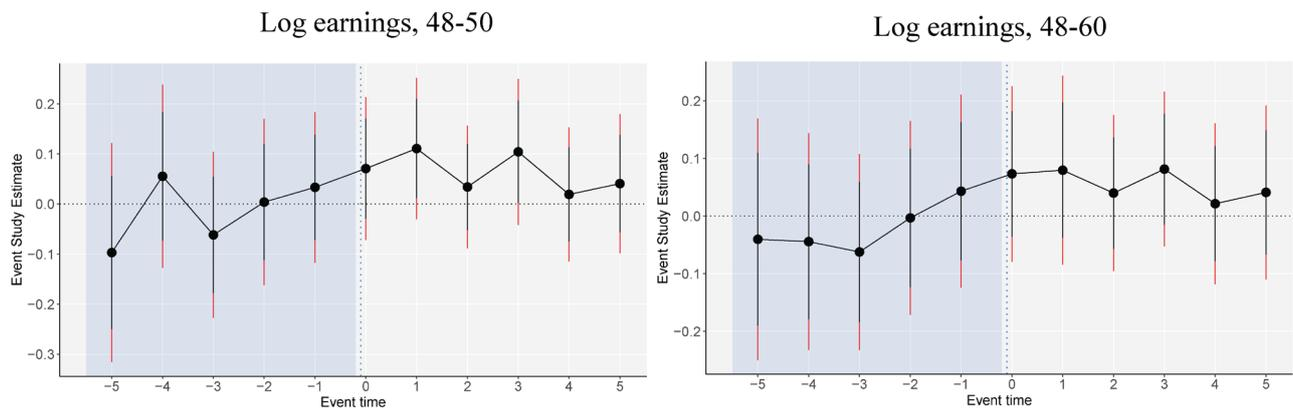 Log earnings, 48-50
Event Study Estimate
0.2
0.1
0.0
−0.1
−0.2
−0.3
−5 −4 −3 −2 −1 0 1 2 3 4 5
Event time
Log earnings, 48-60
Event Study Estimate
0.2
0.1
0.0
−0.1
−0.2
−5 −4 −3 −2 −1 0 1 2 3 4 5
Event time